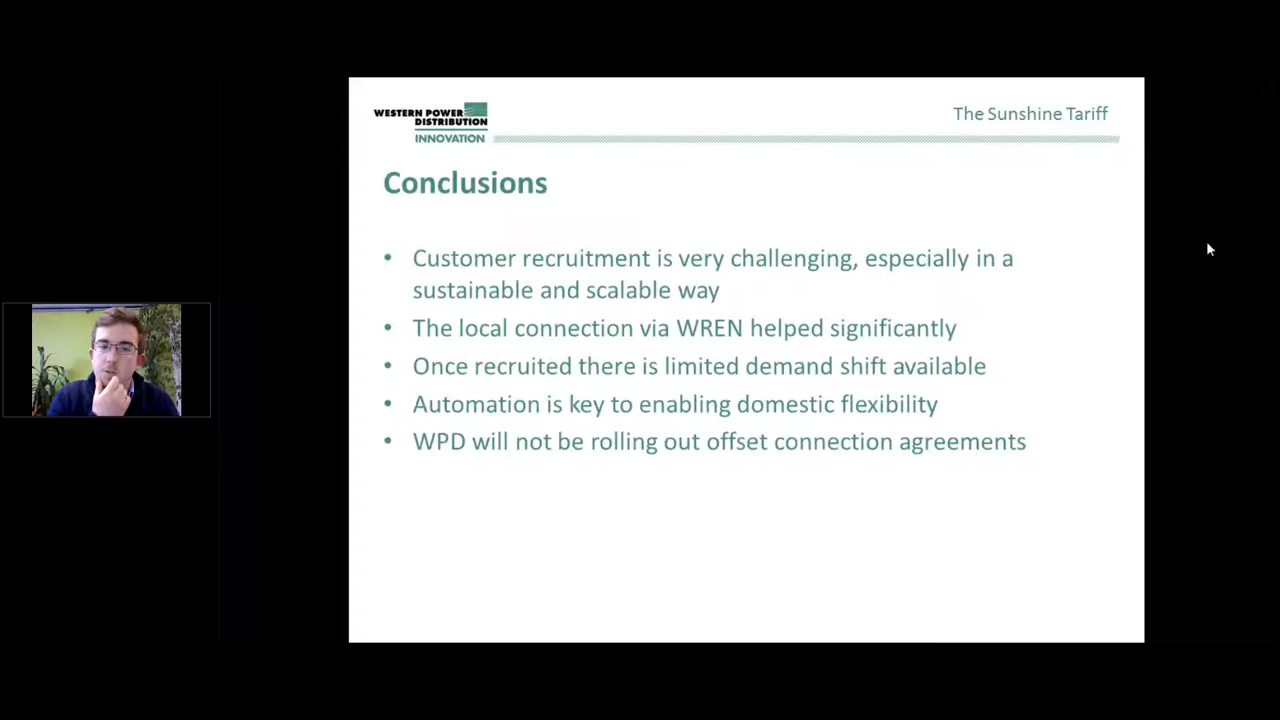 WESTERN POWER
DISTRIBUTION
INNOVATION
The Sunshine Tariff
Conclusions
• Customer recruitment is very challenging, especially in a
sustainable and scalable way
• The local connection via WREN helped significantly
• Once recruited there is limited demand shift available
• Automation is key to enabling domestic flexibility
• WPD will not be rolling out offset connection agreements